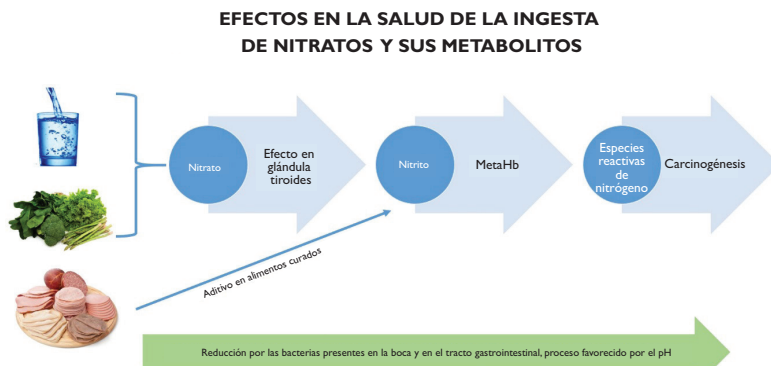 EFECTOS EN LA SALUD DE LA INGESTA
DE NITRATOS Y SUS METABOLITOS
Nitrato
Efecto en
glándula
tiroides
Nitrito
MetaHb
Especies
reactivas
de
nitrógeno
Carcinogénesis
Aditivo en alimentos curados
Reducción por las bacterias presentes en la boca y en el tracto gastrointestinal, proceso favorecido por el pH